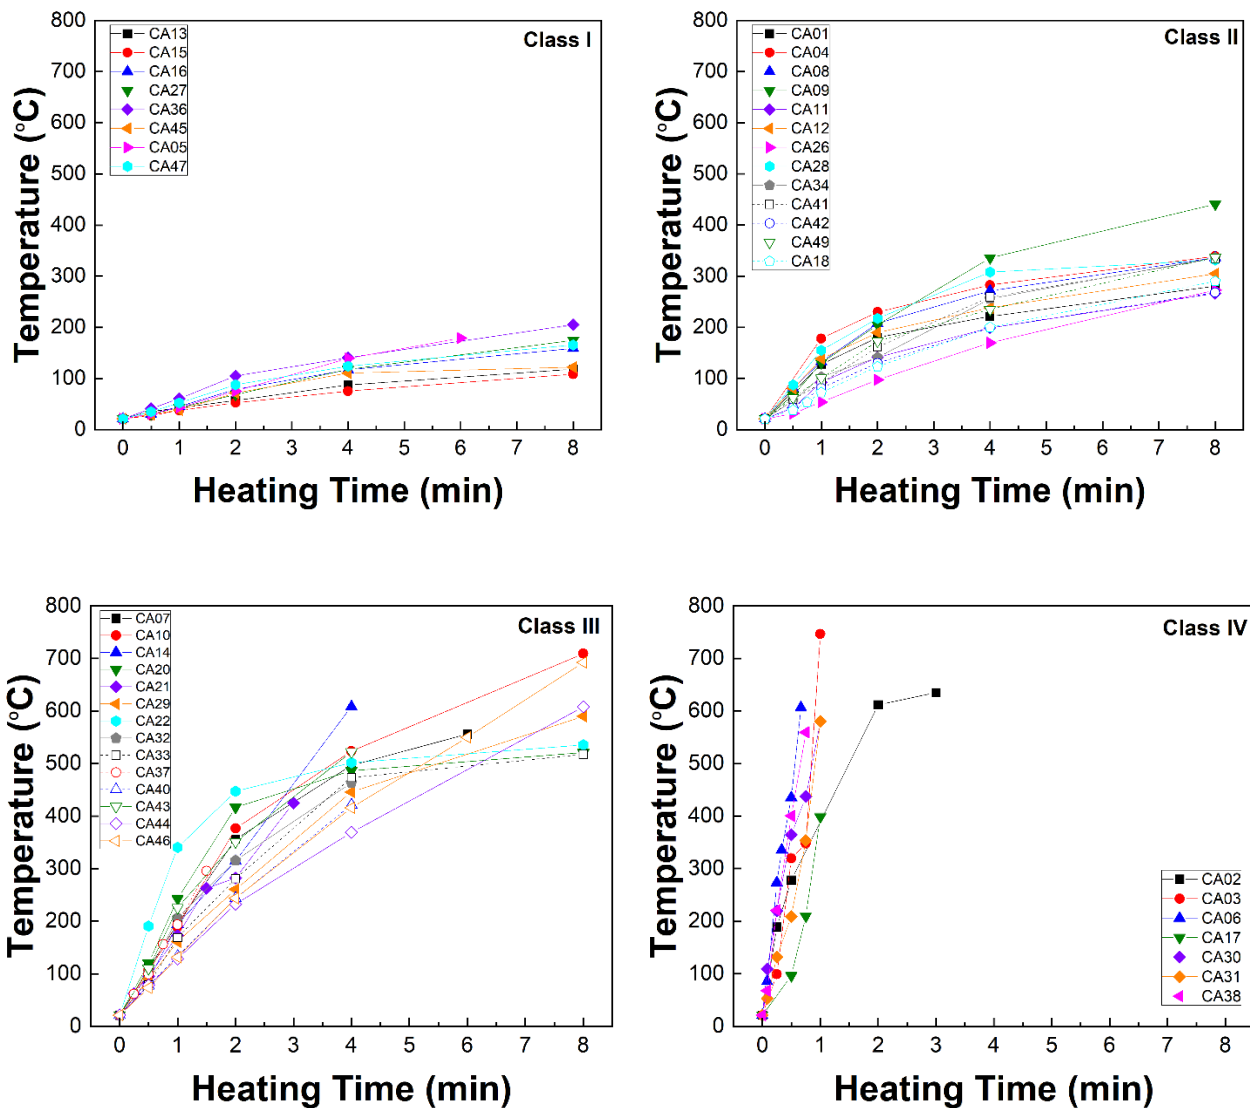 Class I
CA13
CA15
CA16
CA27
CA36
CA45
CA05
CA47
800
700
600
500
400
300
200
100
0
Temperature (°C)
0 1 2 3 4 5 6 7 8
Heating Time (min)
Class II
CA01
CA04
CA08
CA09
CA11
CA12
CA26
CA28
CA34
CA41
CA42
CA49
CA18
800
700
600
500
400
300
200
100
0
Temperature (°C)
0 1 2 3 4 5 6 7 8
Heating Time (min)
Class III
CA07
CA10
CA14
CA20
CA21
CA29
CA22
CA32
CA33
CA37
CA40
CA43
CA44
CA46
800
700
600
500
400
300
200
100
0
Temperature (°C)
0 1 2 3 4 5 6 7 8
Heating Time (min)
Class IV
CA02
CA03
CA06
CA17
CA30
CA31
CA38
800
700
600
500
400
300
200
100
0
Temperature (°C)
0 1 2 3 4 5 6 7 8
Heating Time (min)